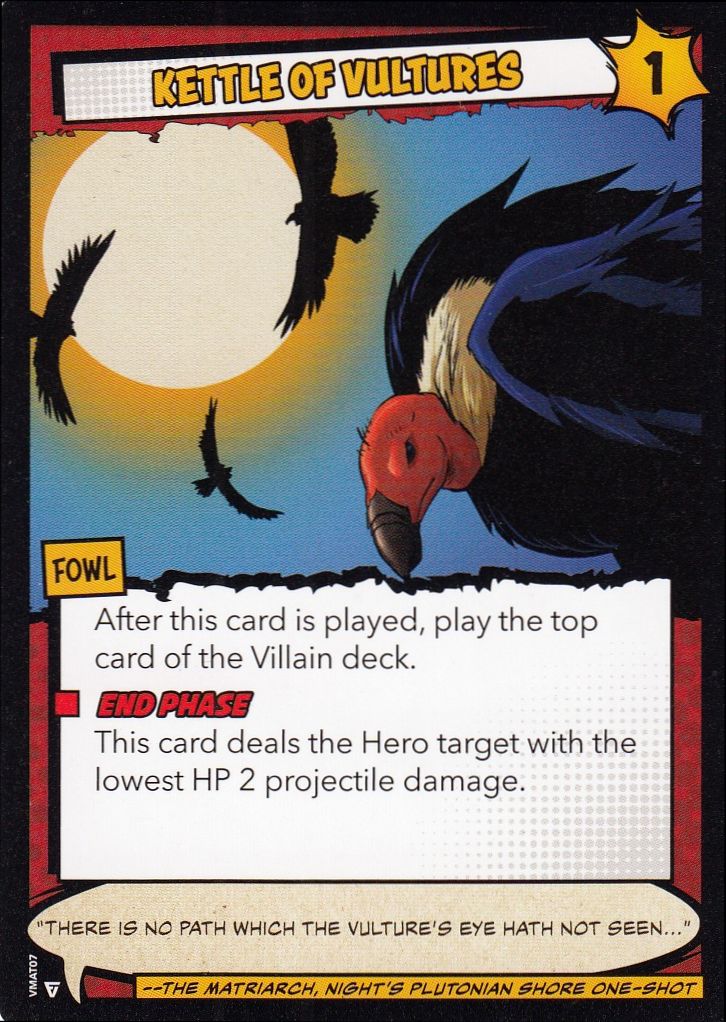 KETTLE OF VULTURES
1
FOWL
After this card is played, play the top
card of the Villain deck.
END PHASE
This card deals the Hero target with the
lowest HP 2 projectile damage.
"THERE IS NO PATH WHICH THE VULTURE'S EYE HATH NOT SEEN..."
--THE MATRIARCH, NIGHT'S PLUTONIAN SHORE ONE-SHOT
VMAT07